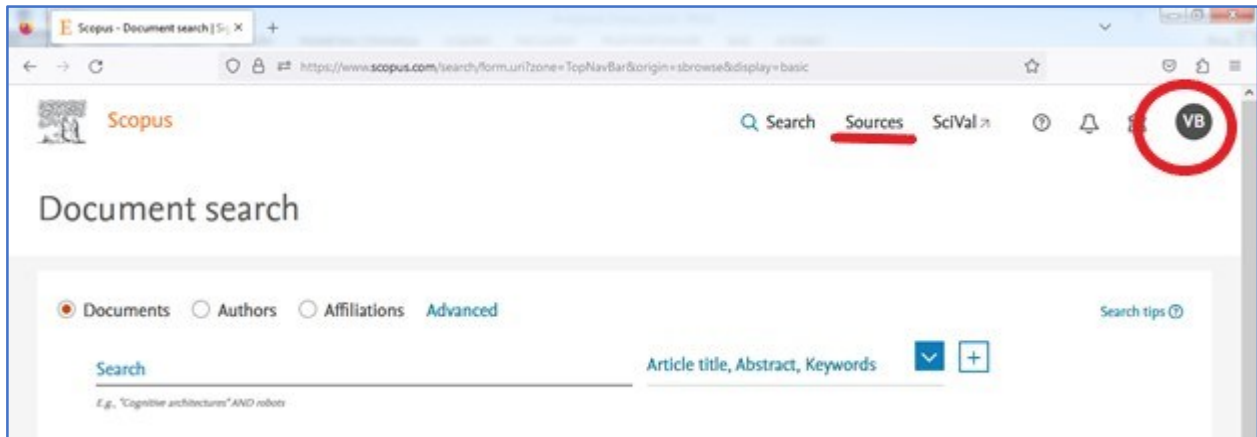 Scopus - Document search | Si
https://www.scopus.com/search/form.uri?zone=TopNavBar&origin=sbrowse&display=basic
Scopus
Search Sources SciVal VB
Document search
Documents Authors Affiliations Advanced
Search tips
Search
Article title, Abstract, Keywords
E.g., "Cognitive architectures" AND robots